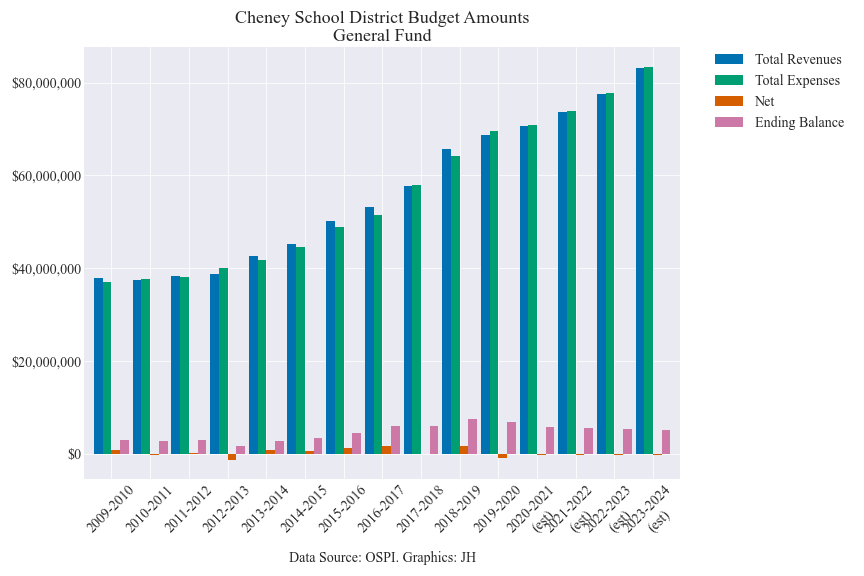 Cheney School District Budget Amounts
General Fund
Total Revenues
Total Expenses
Net
Ending Balance
$80,000,000
$60,000,000
$40,000,000
$20,000,000
$0
2009-2010
2010-2011
2011-2012
2012-2013
2013-2014
2014-2015
2015-2016
2016-2017
2017-2018
2018-2019
2019-2020
2020-2021
(est)
2021-2022
(est)
2022-2023
(est)
2023-2024
(est)
Data Source: OSPI. Graphics: JH